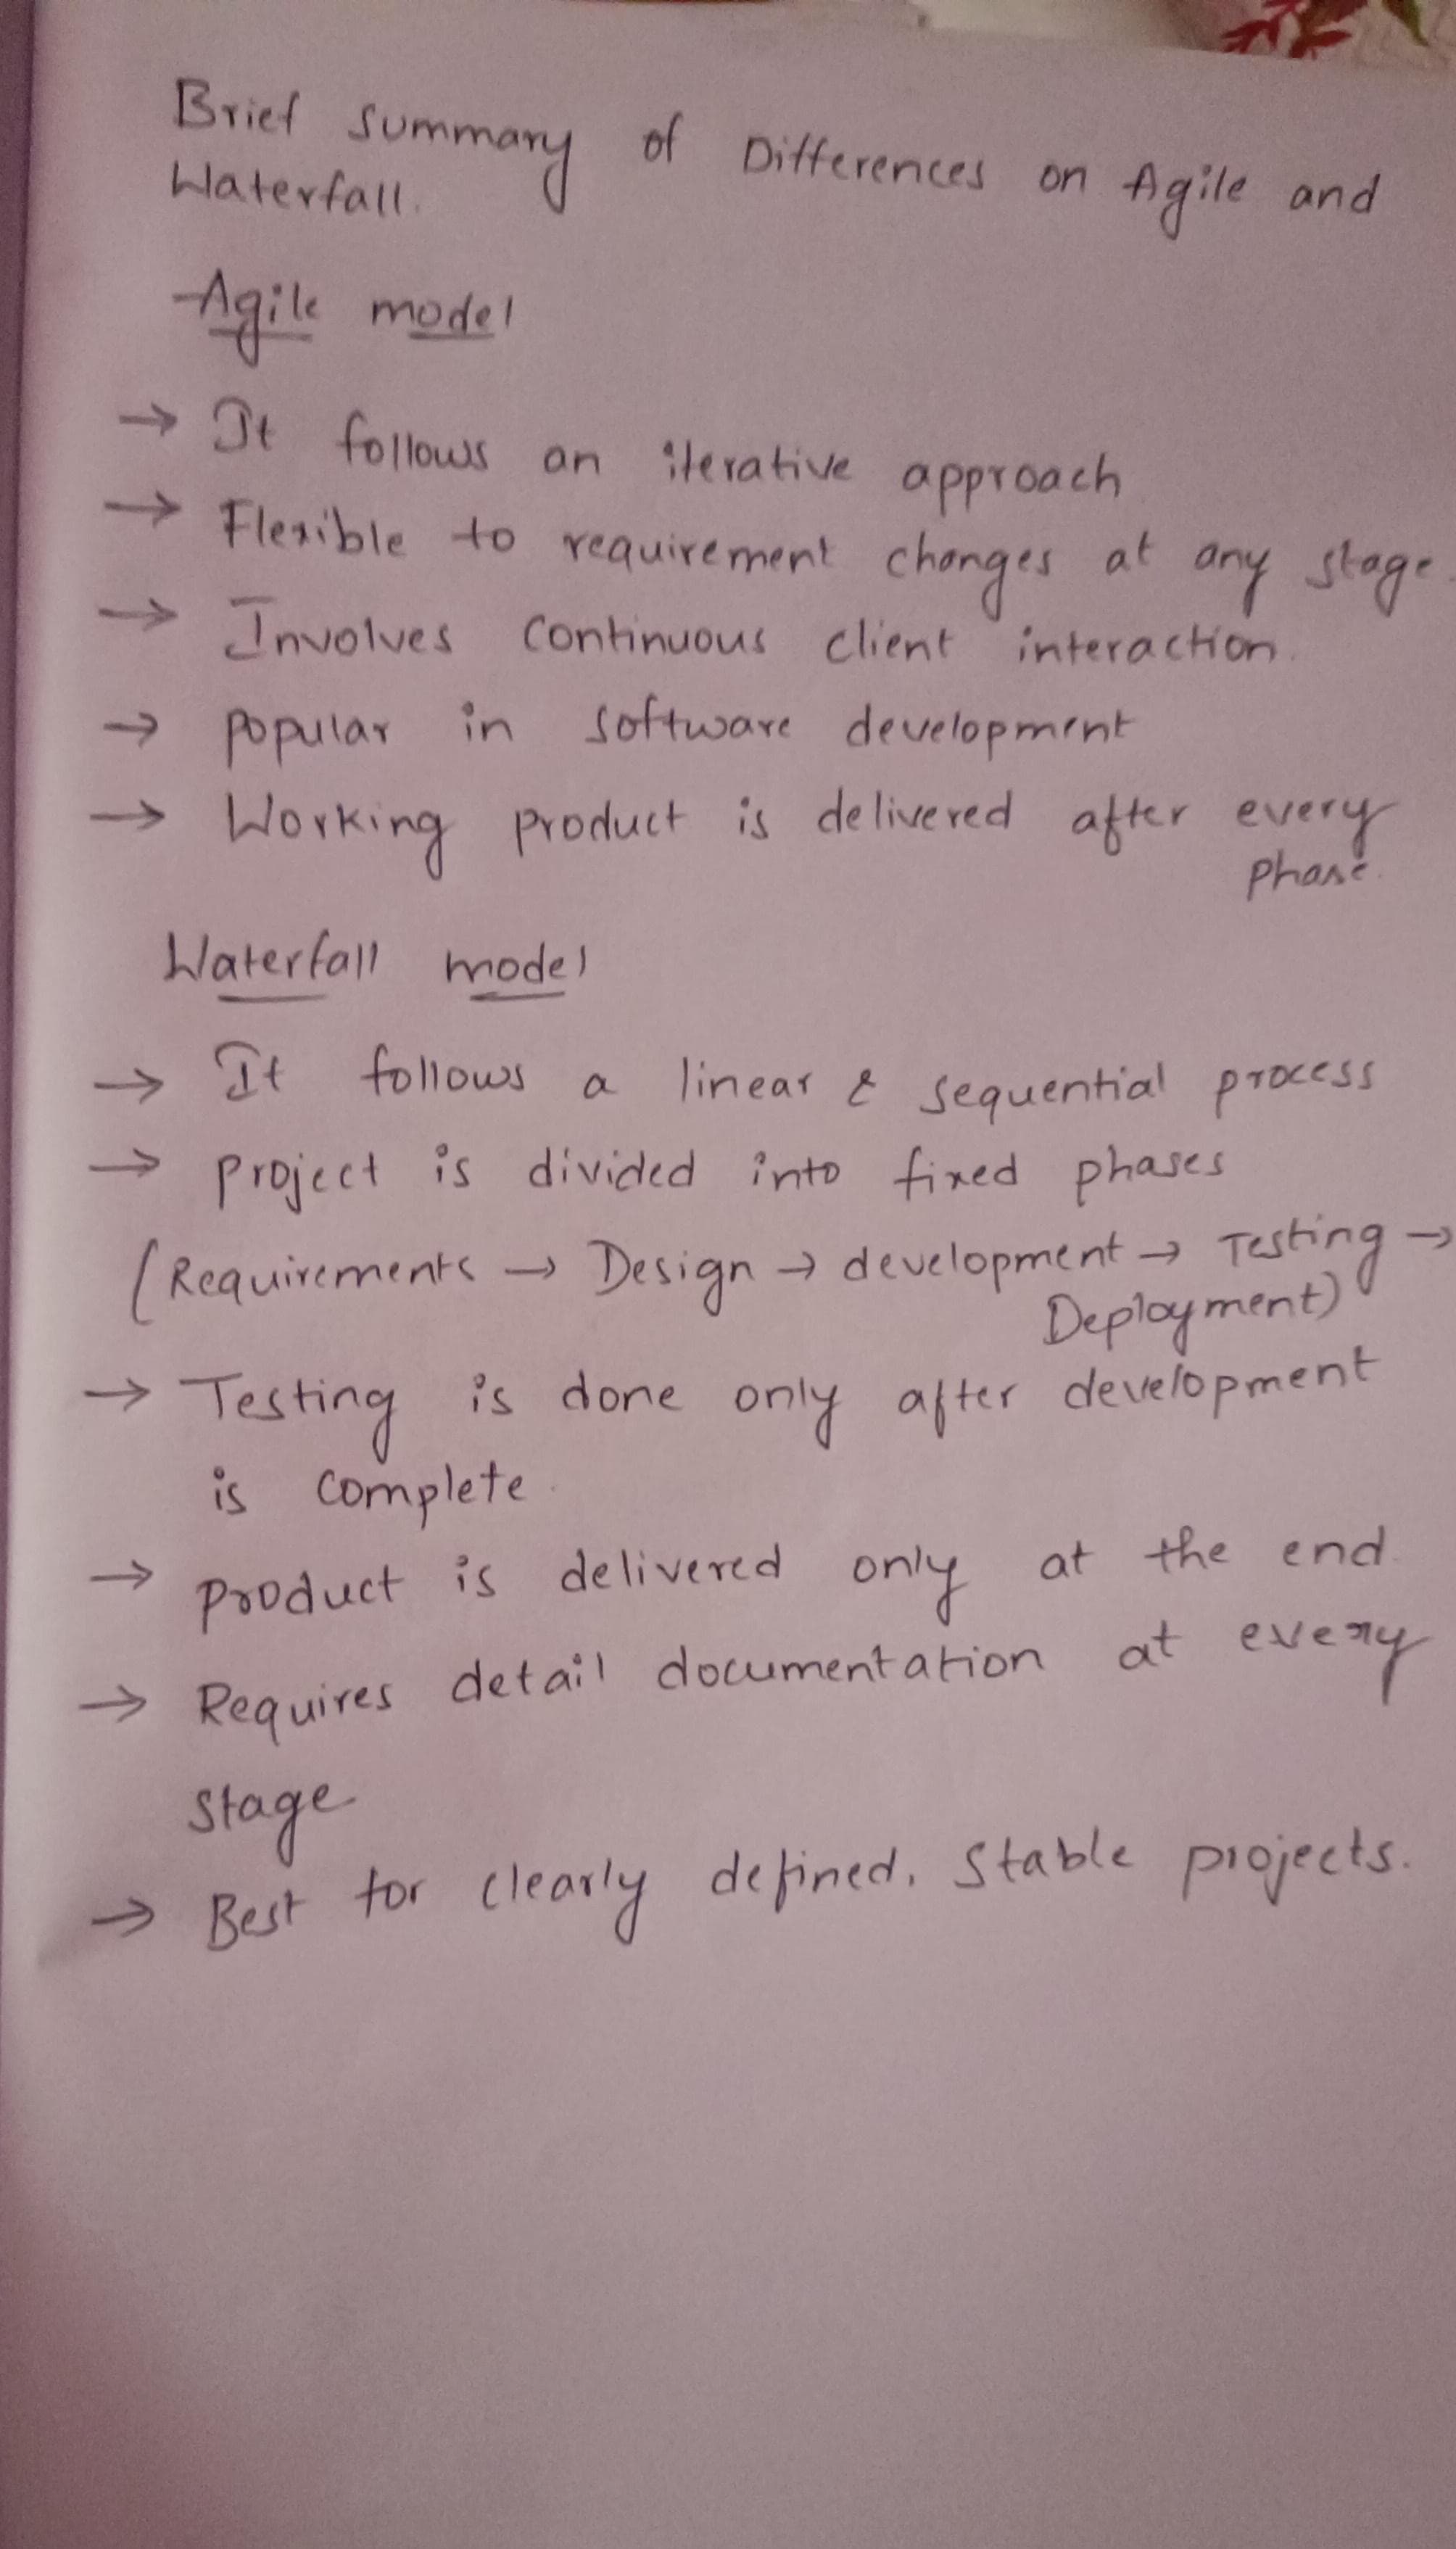 Brief summary of Differences on Agile and
Waterfall.
Agile model
→ It follows an iterative approach
→ Flexible to requirement changes at any stage.
→ Involves continuous client interaction.
→ popular in software development
→ Working product is delivered after every
phase.
Waterfall model
→ It follows a linear & sequential process
→ project is divided into fixed phases
(Requirements → Design → development → Testing →
Deployment)
→ Testing is done only after development
is complete.
→ product is delivered only at the end.
→ Requires detail documentation at every
stage.
→ Best for clearly defined. Stable projects.